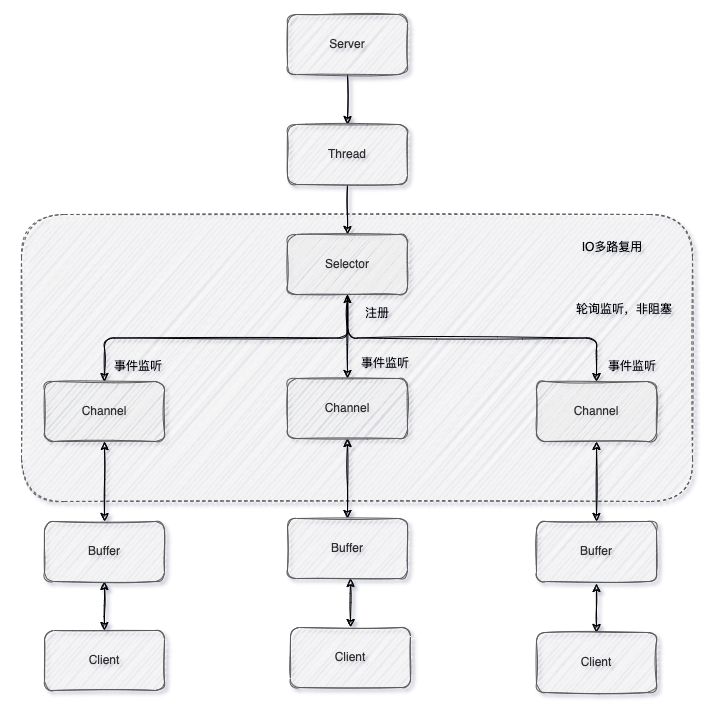 Server
Thread
IO多路复用
Selector
轮询监听，非阻塞
注册
事件监听
事件监听
事件监听
Channel
Channel
Channel
Buffer
Buffer
Buffer
Client
Client
Client